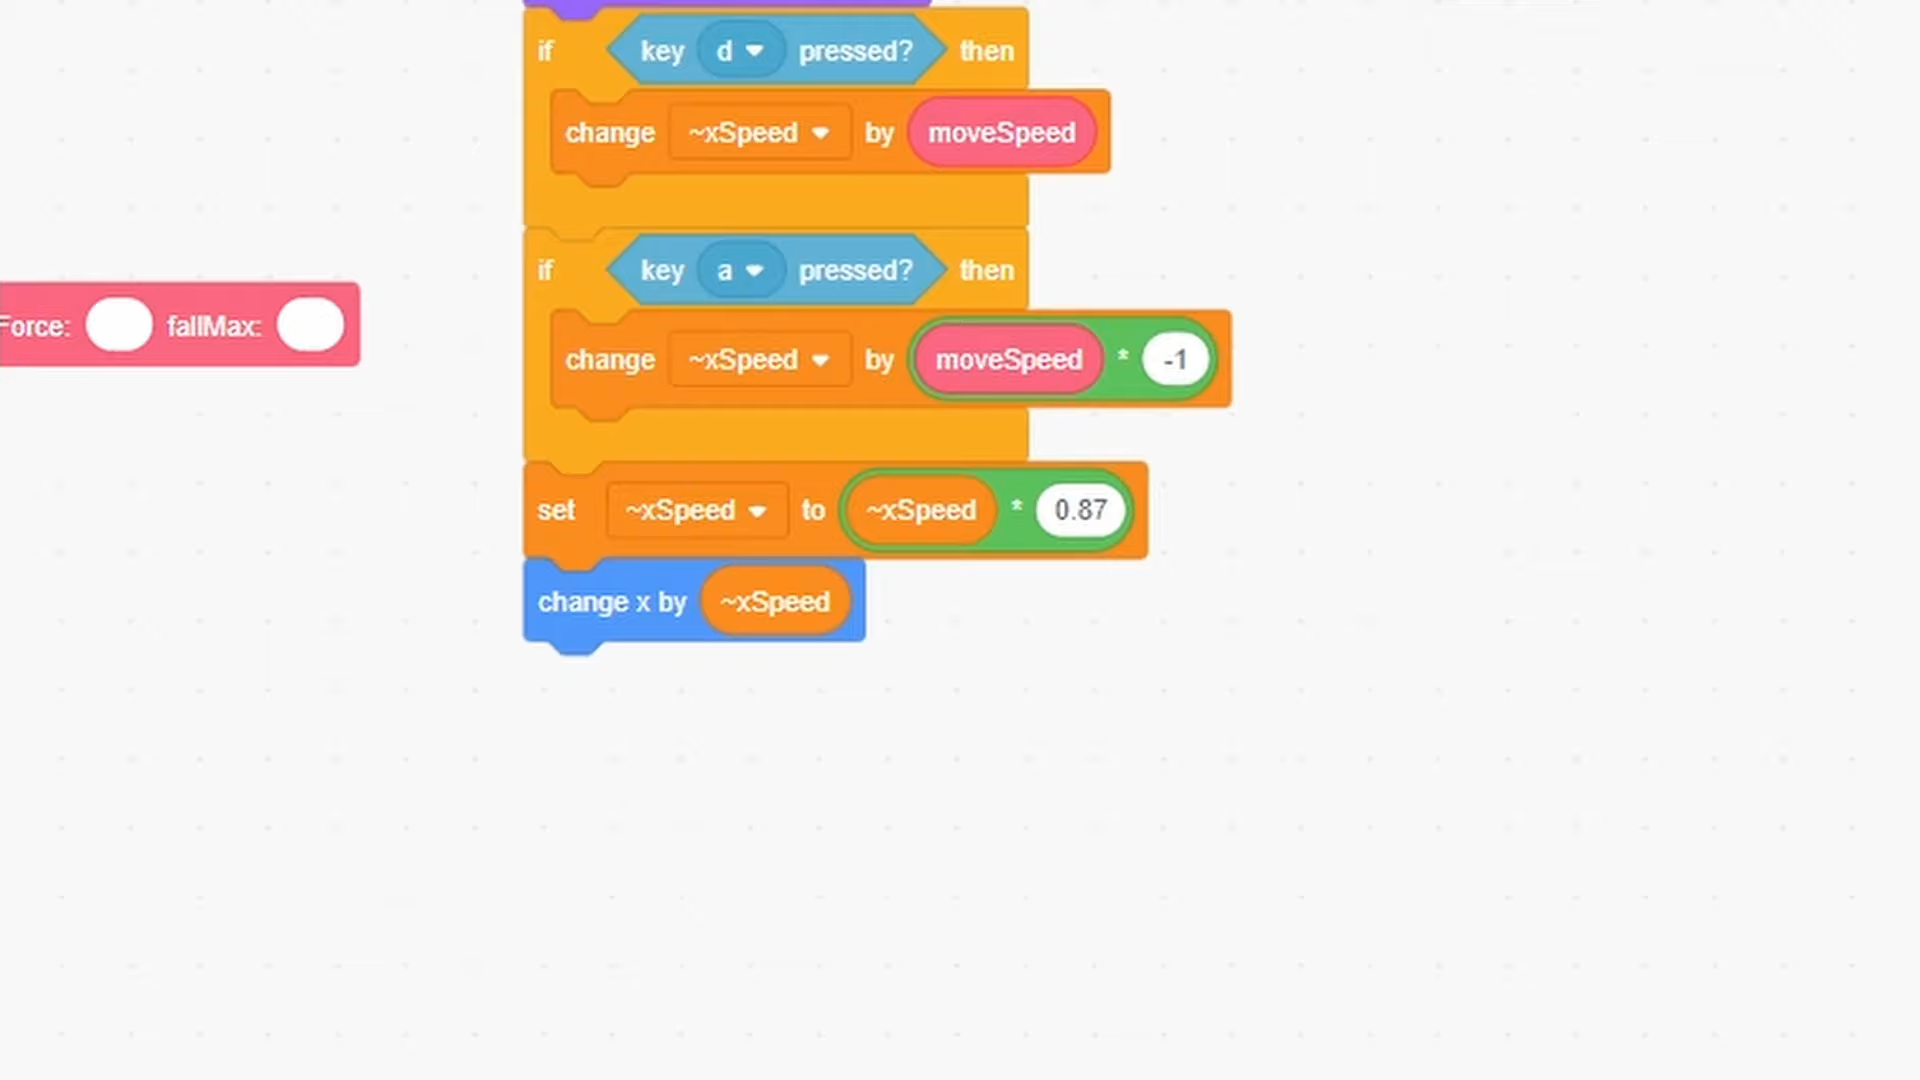 if key d pressed? then
change ~xSpeed by moveSpeed
if key a pressed? then
Force: fallMax:
change ~xSpeed by moveSpeed * -1
set ~xSpeed to ~xSpeed * 0.87
change x by ~xSpeed